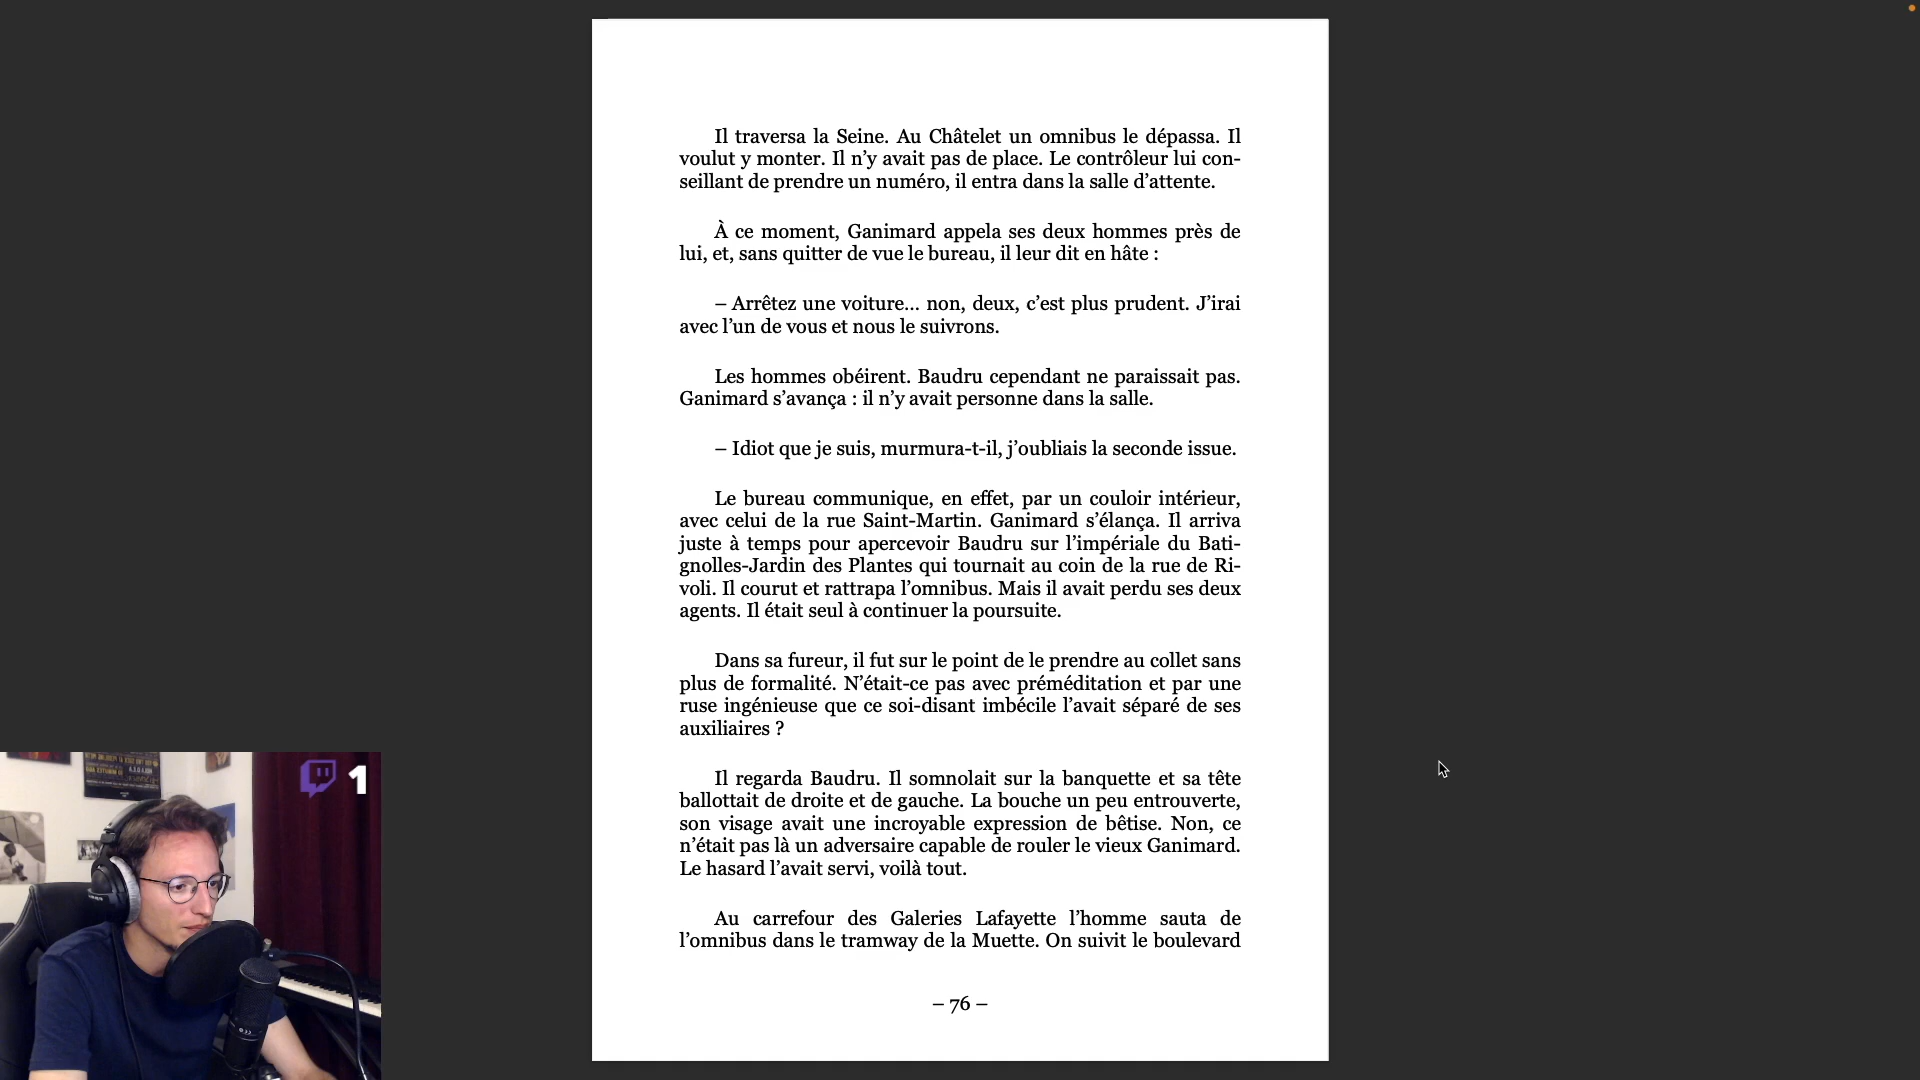 Il traversa la Seine. Au Châtelet un omnibus le dépassa. Il
voulut y monter. Il n’y avait pas de place. Le contrôleur lui con-
seillant de prendre un numéro, il entra dans la salle d’attente.
À ce moment, Ganimard appela ses deux hommes près de
lui, et, sans quitter de vue le bureau, il leur dit en hâte :
– Arrêtez une voiture… non, deux, c’est plus prudent. J’irai
avec l’un de vous et nous le suivrons.
Les hommes obéirent. Baudru cependant ne paraissait pas.
Ganimard s’avança : il n’y avait personne dans la salle.
– Idiot que je suis, murmura-t-il, j’oubliais la seconde issue.
Le bureau communique, en effet, par un couloir intérieur,
avec celui de la rue Saint-Martin. Ganimard s’élança. Il arriva
juste à temps pour apercevoir Baudru sur l’impériale du Bati-
gnolles-Jardin des Plantes qui tournait au coin de la rue de Ri-
voli. Il courut et rattrapa l’omnibus. Mais il avait perdu ses deux
agents. Il était seul à continuer la poursuite.
Dans sa fureur, il fut sur le point de le prendre au collet sans
plus de formalité. N’était-ce pas avec préméditation et par une
ruse ingénieuse que ce soi-disant imbécile l’avait séparé de ses
auxiliaires ?
Il regarda Baudru. Il somnolait sur la banquette et sa tête
ballottait de droite et de gauche. La bouche un peu entrouverte,
son visage avait une incroyable expression de bêtise. Non, ce
n’était pas là un adversaire capable de rouler le vieux Ganimard.
Le hasard l’avait servi, voilà tout.
Au carrefour des Galeries Lafayette l’homme sauta de
l’omnibus dans le tramway de la Muette. On suivit le boulevard
– 76 –
1